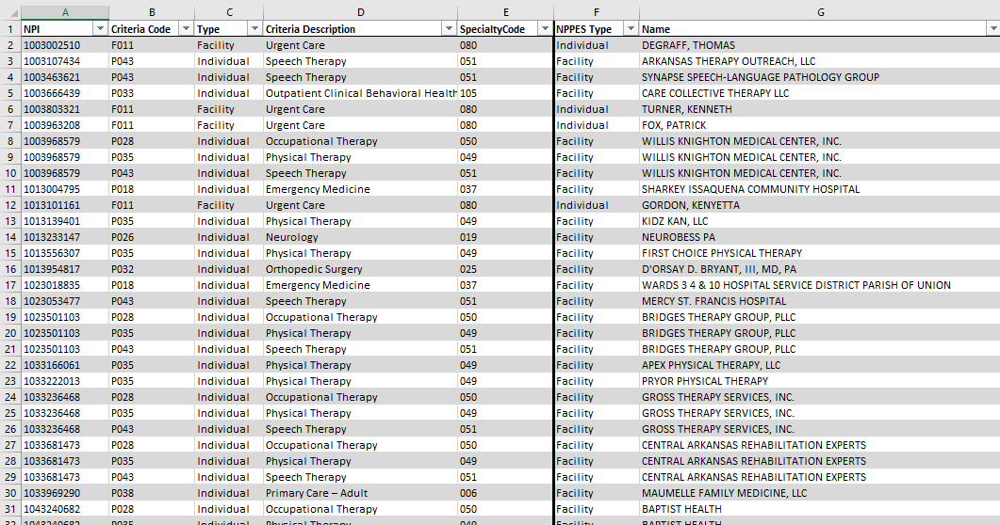 A B C D E F G
1 NPI Criteria Code Type Criteria Description SpecialtyCode NPPES Type Name
2 1003002510 F011 Facility Urgent Care 080 Individual DEGRAFF, THOMAS
3 1003107434 P043 Individual Speech Therapy 051 Facility ARKANSAS THERAPY OUTREACH, LLC
4 1003463621 P043 Individual Speech Therapy 051 Facility SYNAPSE SPEECH-LANGUAGE PATHOLOGY GROUP
5 1003666439 P033 Individual Outpatient Clinical Behavioral Health 105 Facility CARE COLLECTIVE THERAPY LLC
6 1003803321 F011 Facility Urgent Care 080 Individual TURNER, KENNETH
7 1003963208 F011 Facility Urgent Care 080 Individual FOX, PATRICK
8 1003968579 P028 Individual Occupational Therapy 050 Facility WILLIS KNIGHTON MEDICAL CENTER, INC.
9 1003968579 P035 Individual Physical Therapy 049 Facility WILLIS KNIGHTON MEDICAL CENTER, INC.
10 1003968579 P043 Individual Speech Therapy 051 Facility WILLIS KNIGHTON MEDICAL CENTER, INC.
11 1013004795 P018 Individual Emergency Medicine 037 Facility SHARKEY ISSAQUENA COMMUNITY HOSPITAL
12 1013101161 F011 Facility Urgent Care 080 Individual GORDON, KENYETTA
13 1013139401 P035 Individual Physical Therapy 049 Facility KIDZ KAN, LLC
14 1013233147 P026 Individual Neurology 019 Facility NEUROBESS PA
15 1013556307 P035 Individual Physical Therapy 049 Facility FIRST CHOICE PHYSICAL THERAPY
16 1013954817 P032 Individual Orthopedic Surgery 025 Facility D'ORSAY D. BRYANT, III, MD, PA
17 1023018835 P018 Individual Emergency Medicine 037 Facility WARDS 3 4 & 10 HOSPITAL SERVICE DISTRICT PARISH OF UNION
18 1023053477 P043 Individual Speech Therapy 051 Facility MERCY ST. FRANCIS HOSPITAL
19 1023501103 P028 Individual Occupational Therapy 050 Facility BRIDGES THERAPY GROUP, PLLC
20 1023501103 P035 Individual Physical Therapy 049 Facility BRIDGES THERAPY GROUP, PLLC
21 1023501103 P043 Individual Speech Therapy 051 Facility BRIDGES THERAPY GROUP, PLLC
22 1033166061 P035 Individual Physical Therapy 049 Facility APEX PHYSICAL THERAPY, LLC
23 1033222013 P035 Individual Physical Therapy 049 Facility PRYOR PHYSICAL THERAPY
24 1033236468 P028 Individual Occupational Therapy 050 Facility GROSS THERAPY SERVICES, INC.
25 1033236468 P035 Individual Physical Therapy 049 Facility GROSS THERAPY SERVICES, INC.
26 1033236468 P043 Individual Speech Therapy 051 Facility GROSS THERAPY SERVICES, INC.
27 1033681473 P028 Individual Occupational Therapy 050 Facility CENTRAL ARKANSAS REHABILITATION EXPERTS
28 1033681473 P035 Individual Physical Therapy 049 Facility CENTRAL ARKANSAS REHABILITATION EXPERTS
29 1033681473 P043 Individual Speech Therapy 051 Facility CENTRAL ARKANSAS REHABILITATION EXPERTS
30 1033969290 P038 Individual Primary Care – Adult 006 Facility MAUMELLE FAMILY MEDICINE, LLC
31 1043240682 P028 Individual Occupational Therapy 050 Facility BAPTIST HEALTH
32 1043240682 P035 Individual Physical Therapy 049 Facility BAPTIST HEALTH